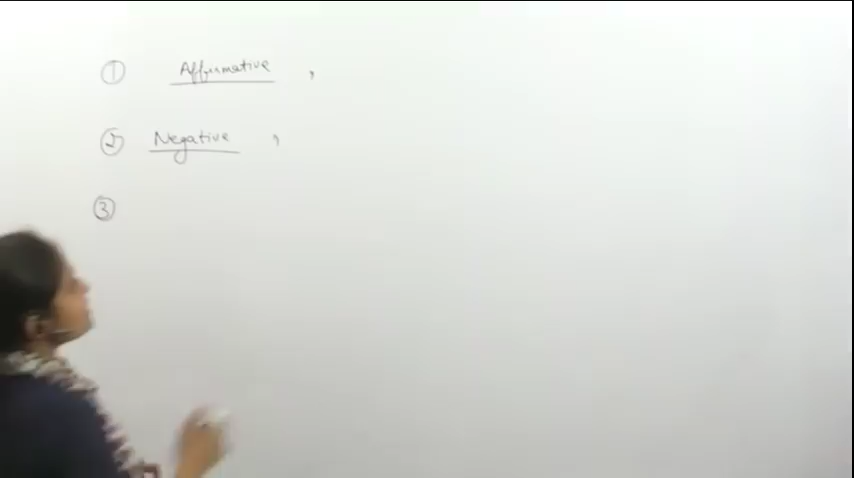 ① Affirmative ,
② Negative ,
③